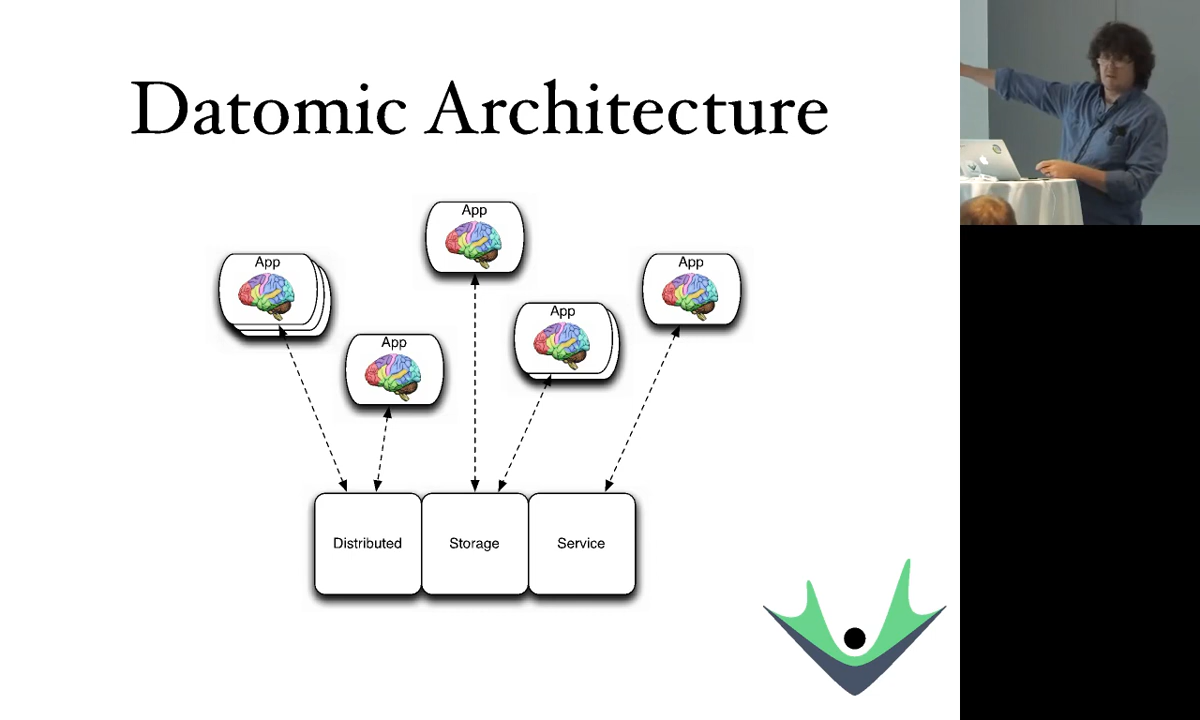 Datomic Architecture
App
App
App
App
App
Distributed
Storage
Service